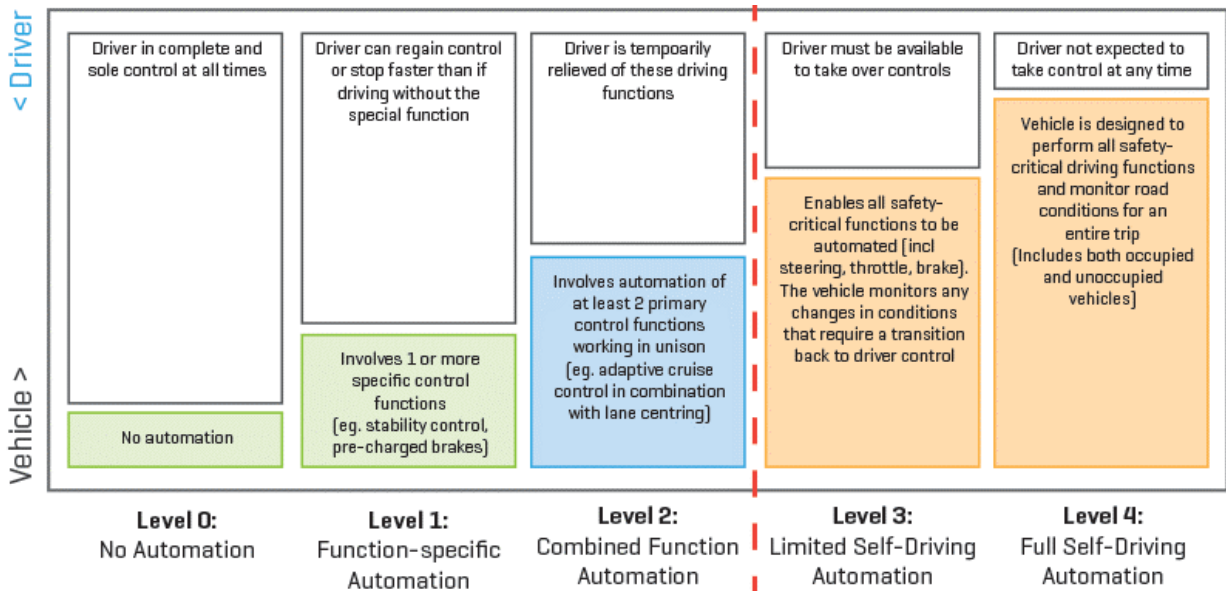 < Driver
Vehicle >
Driver in complete and
sole control at all times
No automation
Level 0:
No Automation
Driver can regain control
or stop faster than if
driving without the
special function
Involves 1 or more
specific control
functions
(eg. stability control,
pre-charged brakes)
Level 1:
Function-specific
Automation
Driver is tempoarily
relieved of these driving
functions
Involves automation of
at least 2 primary
control functions
working in unison
(eg. adaptive cruise
control in combination
with lane centring)
Level 2:
Combined Function
Automation
Driver must be available
to take over controls
Enables all safety-
critical functions to be
automated (incl
steering, throttle, brake).
The vehicle monitors any
changes in conditions
that require a transition
back to driver control
Level 3:
Limited Self-Driving
Automation
Driver not expected to
take control at any time
Vehicle is designed to
perform all safety-
critical driving functions
and monitor road
conditions for an
entire trip
(Includes both occupied
and unoccupied
vehicles)
Level 4:
Full Self-Driving
Automation